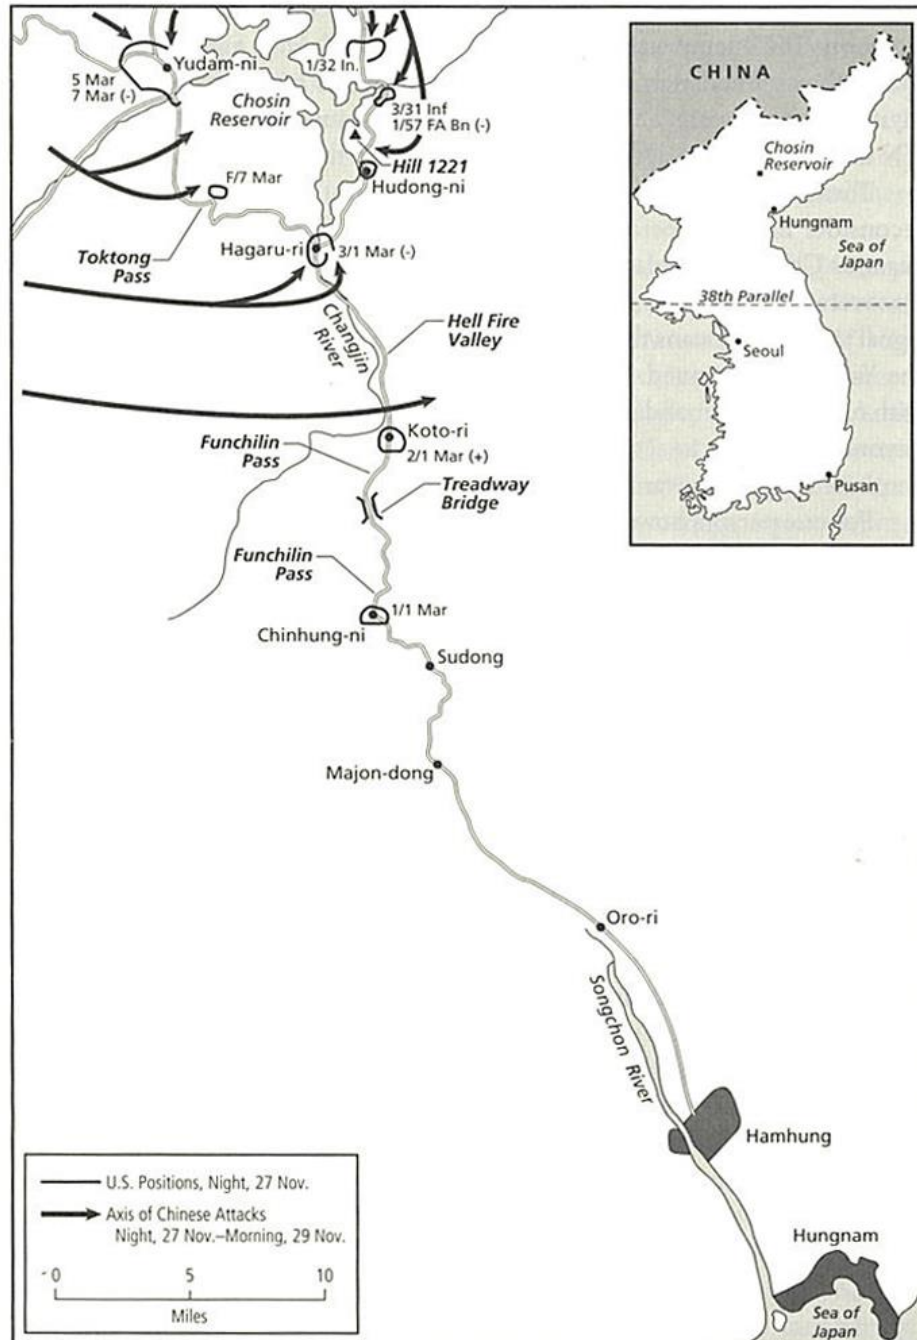 Yudam-ni
5 Mar
7 Mar (-)
Chosin
Reservoir
1/32 In.
3/31 Inf
1/57 FA Bn (-)
Hill 1221
Hudong-ni
F/7 Mar
Toktong
Pass
Hagaru-ri
3/1 Mar (-)
Changjin
River
Hell Fire
Valley
Koto-ri
2/1 Mar (+)
Funchilin
Pass
Treadway
Bridge
Funchilin
Pass
1/1 Mar
Chinhung-ni
Sudong
Majon-dong
Oro-ri
Songchon River
Hamhung
Hungnam
Sea of
Japan
CHINA
Chosin
Reservoir
Hungnam
Sea of
Japan
38th Parallel
Seoul
Pusan
U.S. Positions, Night, 27 Nov.
Axis of Chinese Attacks
Night, 27 Nov.–Morning, 29 Nov.
0 5 10
Miles